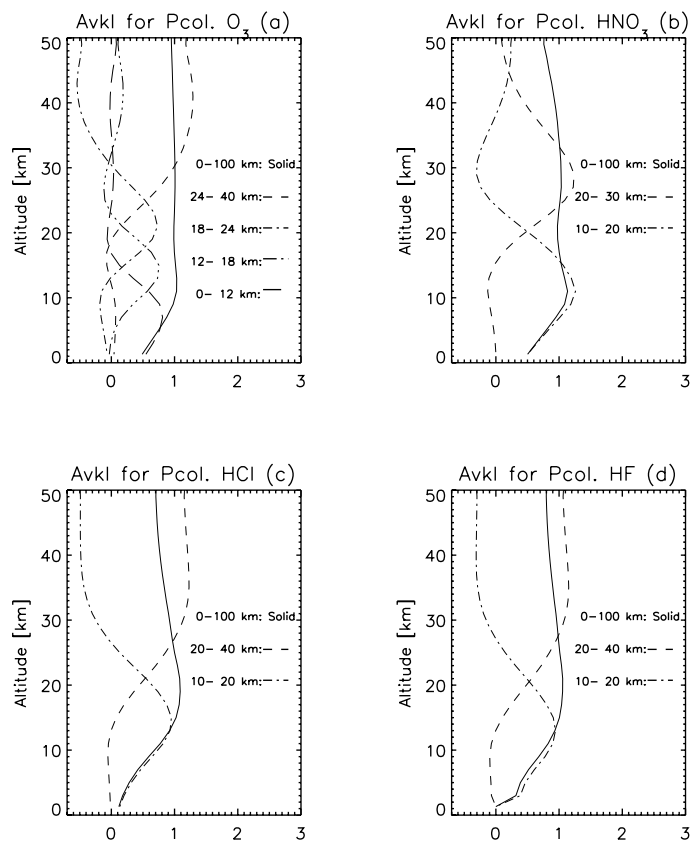 Avkl for Pcol. O3 (a)
50
40
30
20
10
0
Altitude [km]
0-100 km: Solid
24- 40 km:
18- 24 km:
12- 18 km:
0- 12 km:
0 1 2 3
Avkl for Pcol. HNO3 (b)
50
40
30
20
10
0
Altitude [km]
0-100 km: Solid
20- 30 km:
10- 20 km:
0 1 2 3
Avkl for Pcol. HCl (c)
50
40
30
20
10
0
Altitude [km]
0-100 km: Solid
20- 40 km:
10- 20 km:
0 1 2 3
Avkl for Pcol. HF (d)
50
40
30
20
10
0
Altitude [km]
0-100 km: Solid
20- 40 km:
10- 20 km:
0 1 2 3